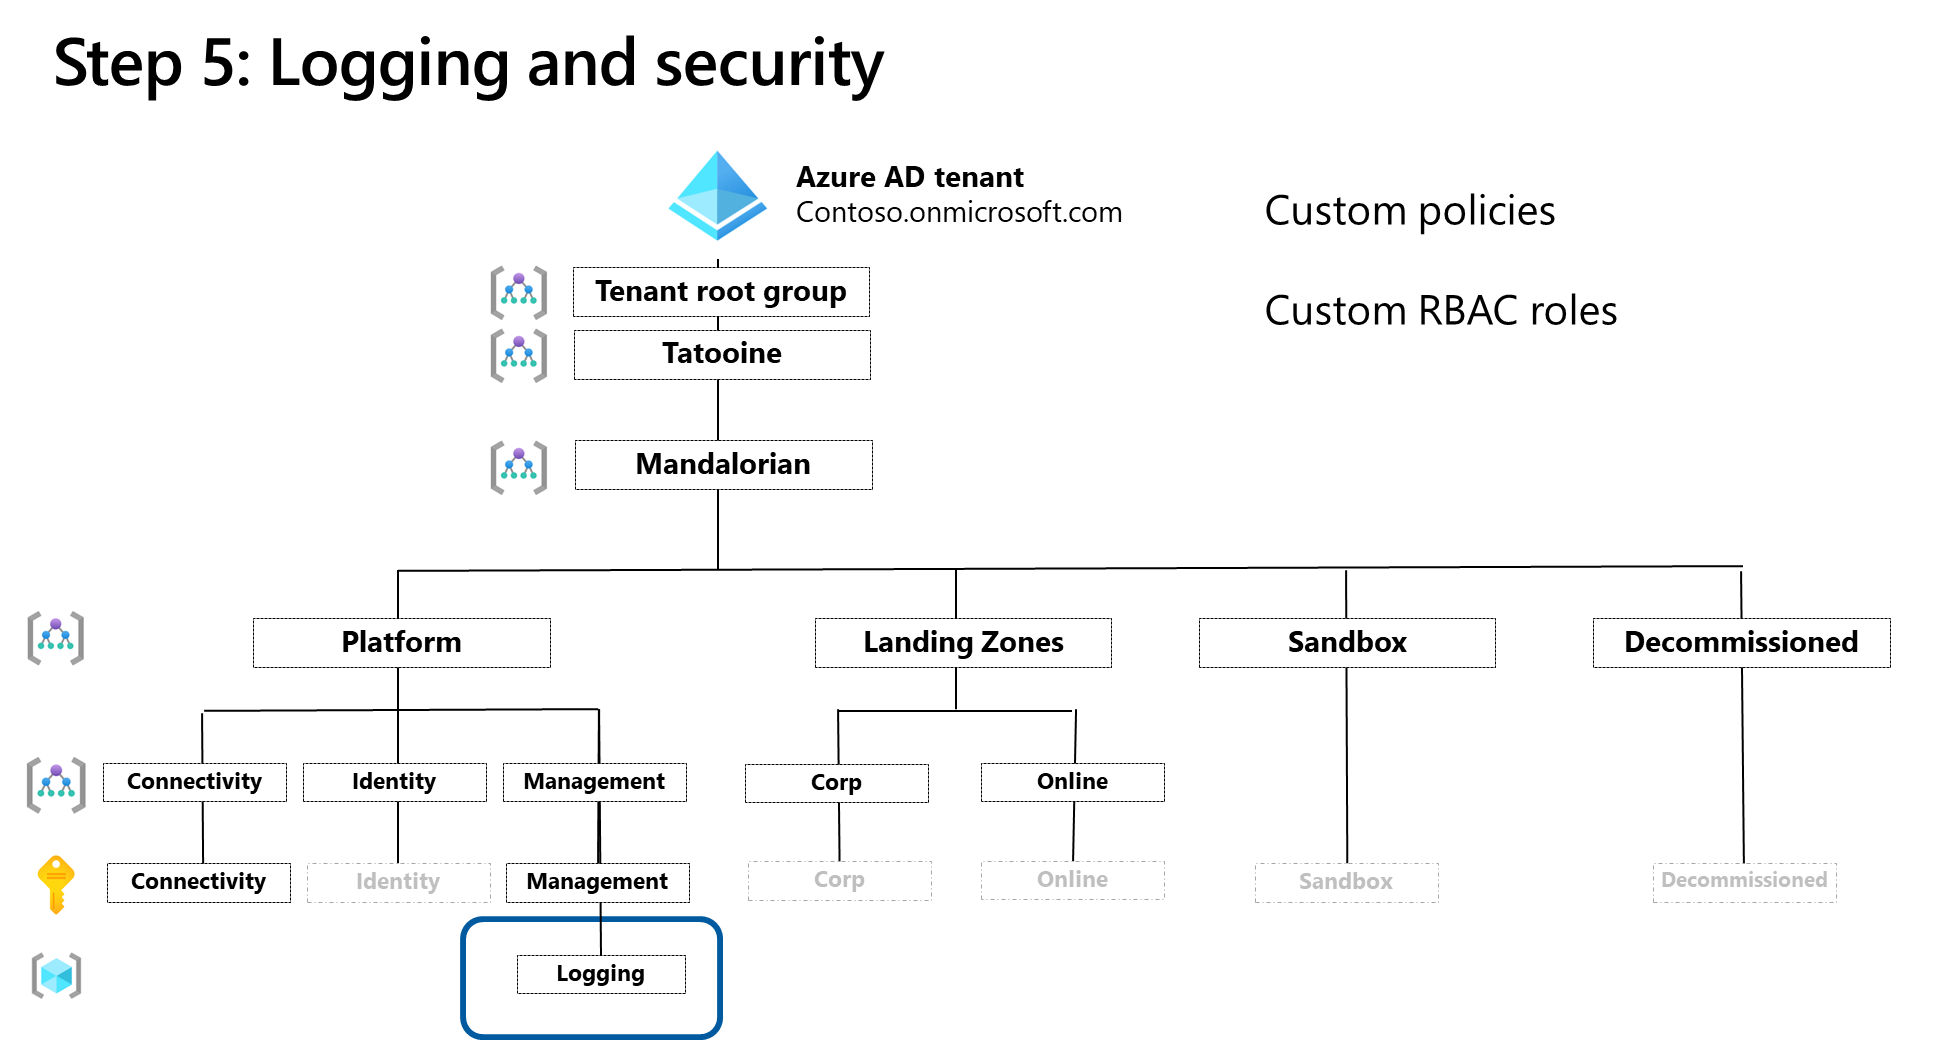 Step 5: Logging and security
Azure AD tenant
Contoso.onmicrosoft.com
Custom policies
Custom RBAC roles
Tenant root group
Tatooine
Mandalorian
Platform
Landing Zones
Sandbox
Decommissioned
Connectivity
Identity
Management
Corp
Online
Connectivity
Identity
Management
Corp
Online
Sandbox
Decommissioned
Logging